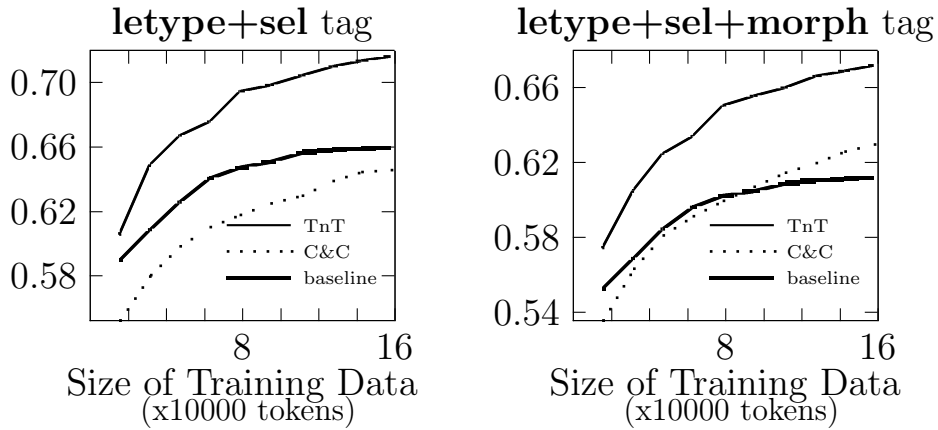 letype+sel tag
0.70
0.66
0.62
0.58
TnT
C&C
baseline
8
16
Size of Training Data
(x10000 tokens)
letype+sel+morph tag
0.66
0.62
0.58
0.54
TnT
C&C
baseline
8
16
Size of Training Data
(x10000 tokens)